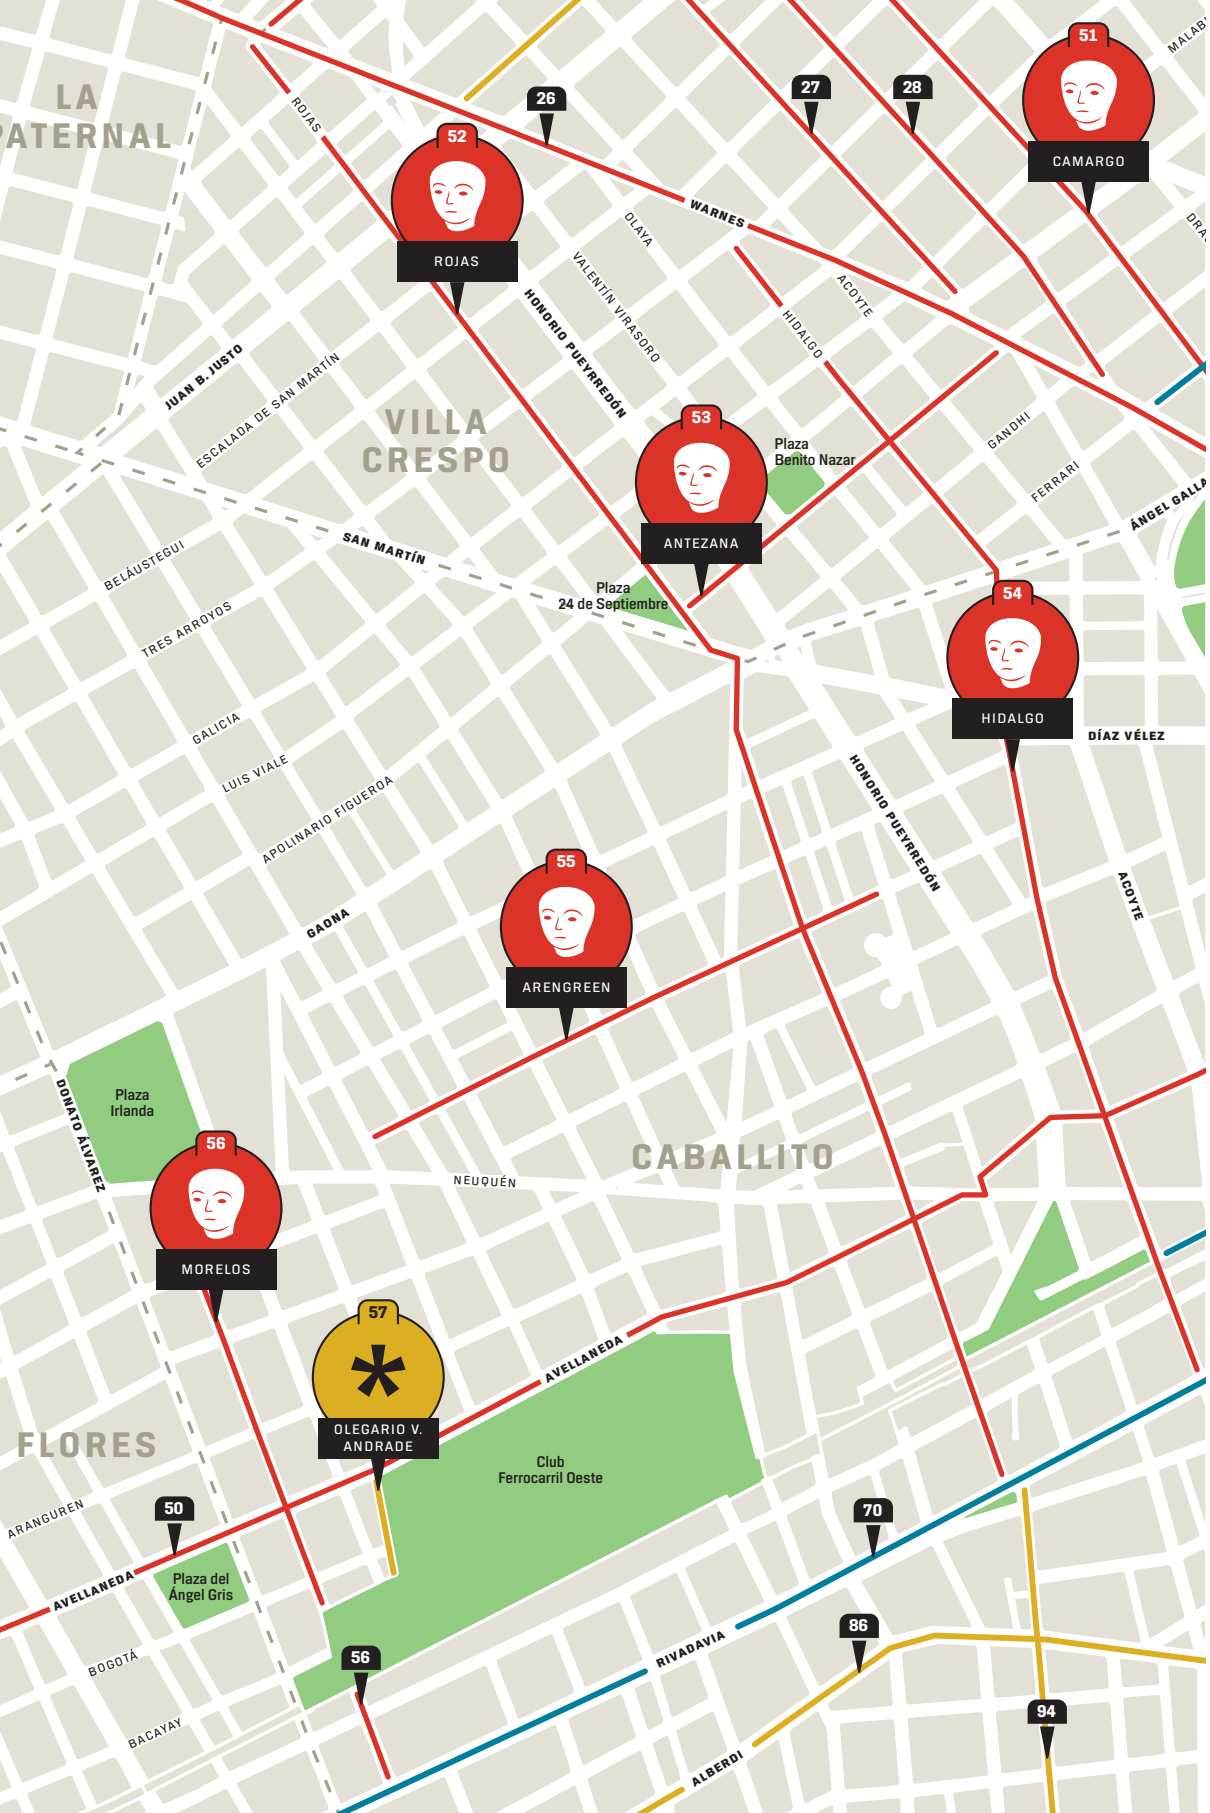 51
MALAB
LA
PATERNAL
27
28
26
ROJAS
52
CAMARGO
WARNES
OLAYA
DRA
ROJAS
VALENTÍN VIRASORO
ACOYTE
HONORIO PUEYRREDÓN
HIDALGO
JUAN B. JUSTO
ESCALADA DE SAN MARTÍN
VILLA
CRESPO
53
GANDHI
Plaza
Benito Nazar
FERRARI
ÁNGEL GALLA
SAN MARTÍN
ANTEZANA
BELÁUSTEGUI
Plaza
24 de Septiembre
54
TRES ARROYOS
HIDALGO
GALICIA
DÍAZ VÉLEZ
LUIS VIALE
APOLINARIO FIGUEROA
HONORIO PUEYRREDÓN
55
ACOYTE
GAONA
ARENGREEN
Plaza
Irlanda
DONATO ÁLVAREZ
56
CABALLITO
NEUQUÉN
MORELOS
57
AVELLANEDA
OLEGARIO V.
ANDRADE
FLORES
Club
Ferrocarril Oeste
ARANGUREN
50
70
AVELLANEDA
Plaza del
Ángel Gris
86
BOGOTÁ
56
RIVADAVIA
94
BACAYAY
ALBERDI